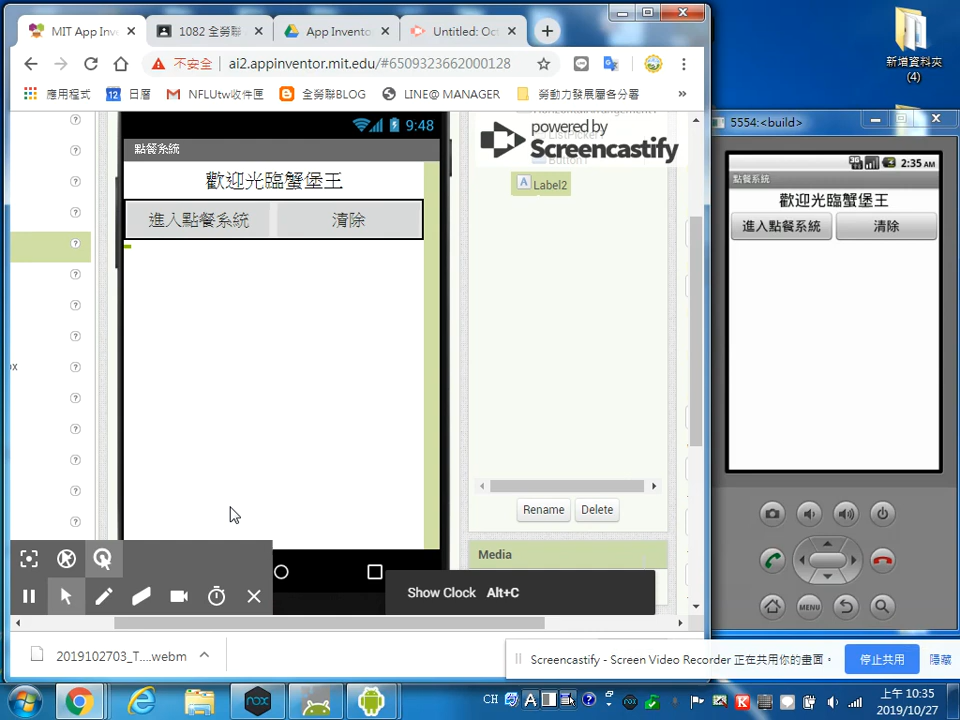 MIT App Inv
1082 全勞聯
App Invento
Untitled: Oct
不安全
ai2.appinventor.mit.edu/#6509323662000128
應用程式
12
日曆
NFLUtw收件匣
全勞聯BLOG
LINE@ MANAGER
勞動力發展署各分署
»
9:48
點餐系統
歡迎光臨蟹堡王
進入點餐系統
清除
powered by
Screencastify
ListPicker
Button1
A Label2
Rename
Delete
Media
Show Clock Alt+C
2019102703_T....webm
Screencastify - Screen Video Recorder 正在共用你的畫面。
停止共用
隱藏
新增資料夾
(4)
5554:<build>
3G
2:35 AM
點餐系統
歡迎光臨蟹堡王
進入點餐系統
清除
MENU
nox
CH
上午 10:35
2019/10/27